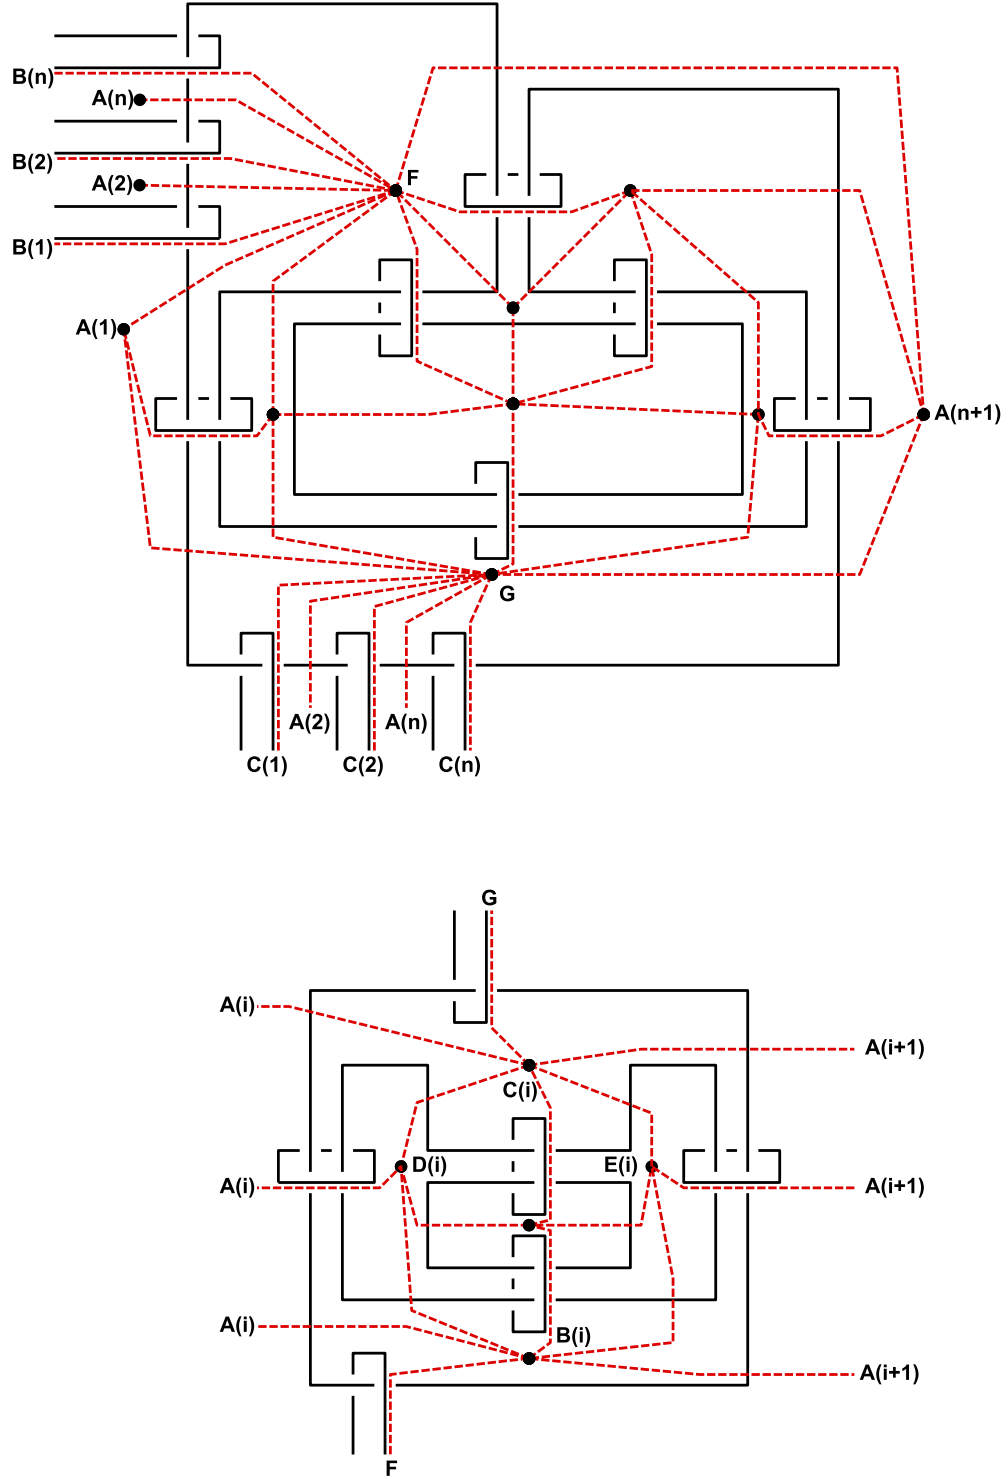 B(n)
A(n)
B(2)
A(2)
F
B(1)
A(1)
A(n+1)
G
A(2)
A(n)
C(1)
C(2)
C(n)
G
A(i)
A(i+1)
C(i)
D(i)
E(i)
A(i)
A(i+1)
A(i)
B(i)
A(i+1)
F